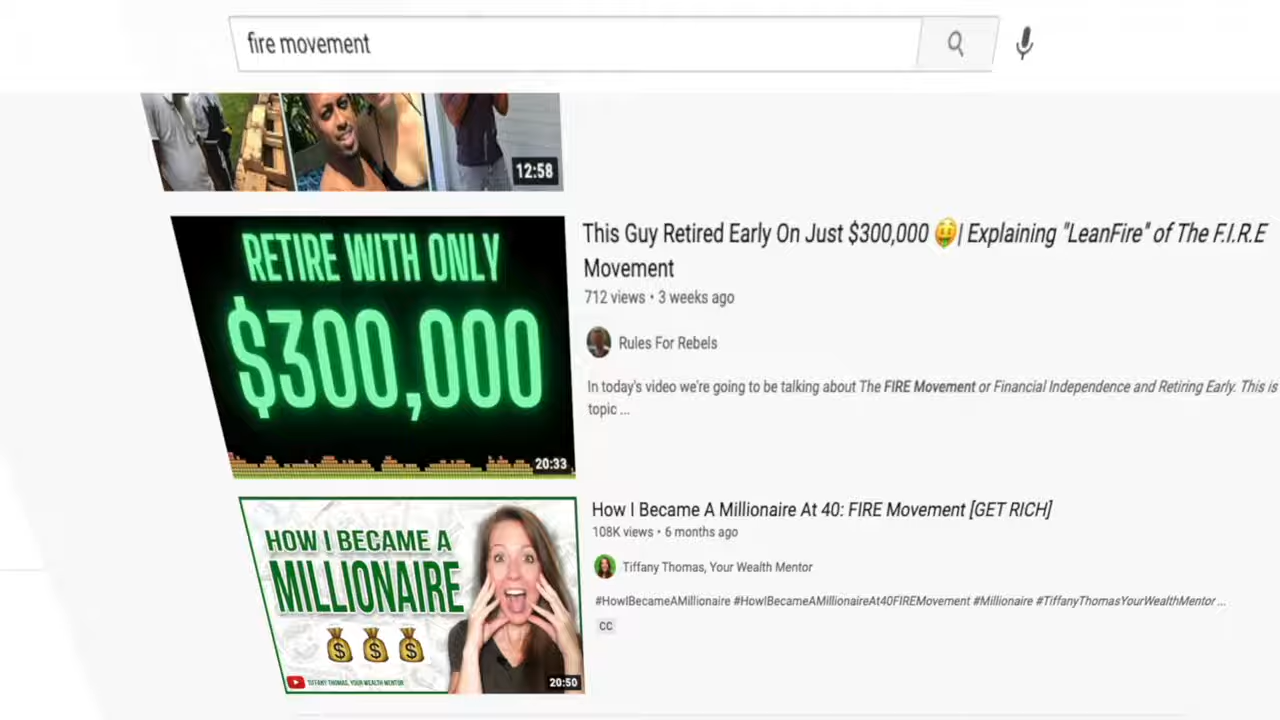 fire movement
12:58
RETIRE WITH ONLY
$300,000
20:33
This Guy Retired Early On Just $300,000 🤑| Explaining "LeanFire" of The F.I.R.E
Movement
712 views • 3 weeks ago
Rules For Rebels
In today's video we're going to be talking about The FIRE Movement or Financial Independence and Retiring Early. This is
topic ...
HOW I BECAME A
MILLIONAIRE
$ $ $
TIFFANY THOMAS, YOUR WEALTH MENTOR
20:50
How I Became A Millionaire At 40: FIRE Movement [GET RICH]
108K views • 6 months ago
Tiffany Thomas, Your Wealth Mentor
#HowIBecameAMillionaire #HowIBecameAMillionaireAt40FIREMovement #Millionaire #TiffanyThomasYourWealthMentor ...
CC